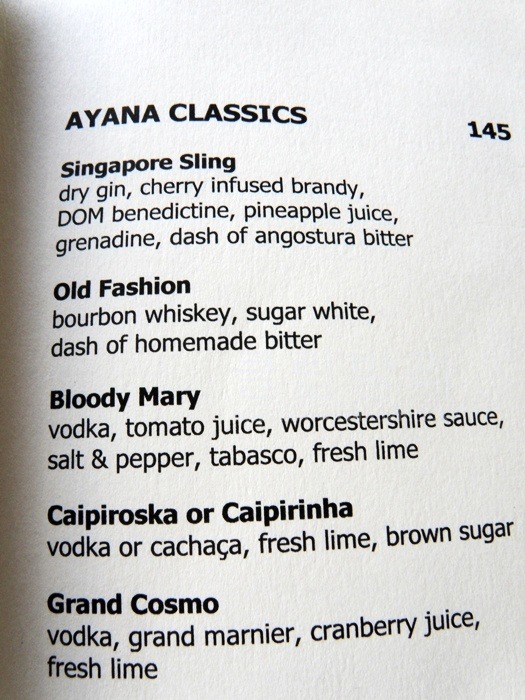 AYANA CLASSICS
145
Singapore Sling
dry gin, cherry infused brandy,
DOM benedictine, pineapple juice,
grenadine, dash of angostura bitter
Old Fashion
bourbon whiskey, sugar white,
dash of homemade bitter
Bloody Mary
vodka, tomato juice, worcestershire sauce,
salt & pepper, tabasco, fresh lime
Caipiroska or Caipirinha
vodka or cachaça, fresh lime, brown sugar
Grand Cosmo
vodka, grand marnier, cranberry juice,
fresh lime